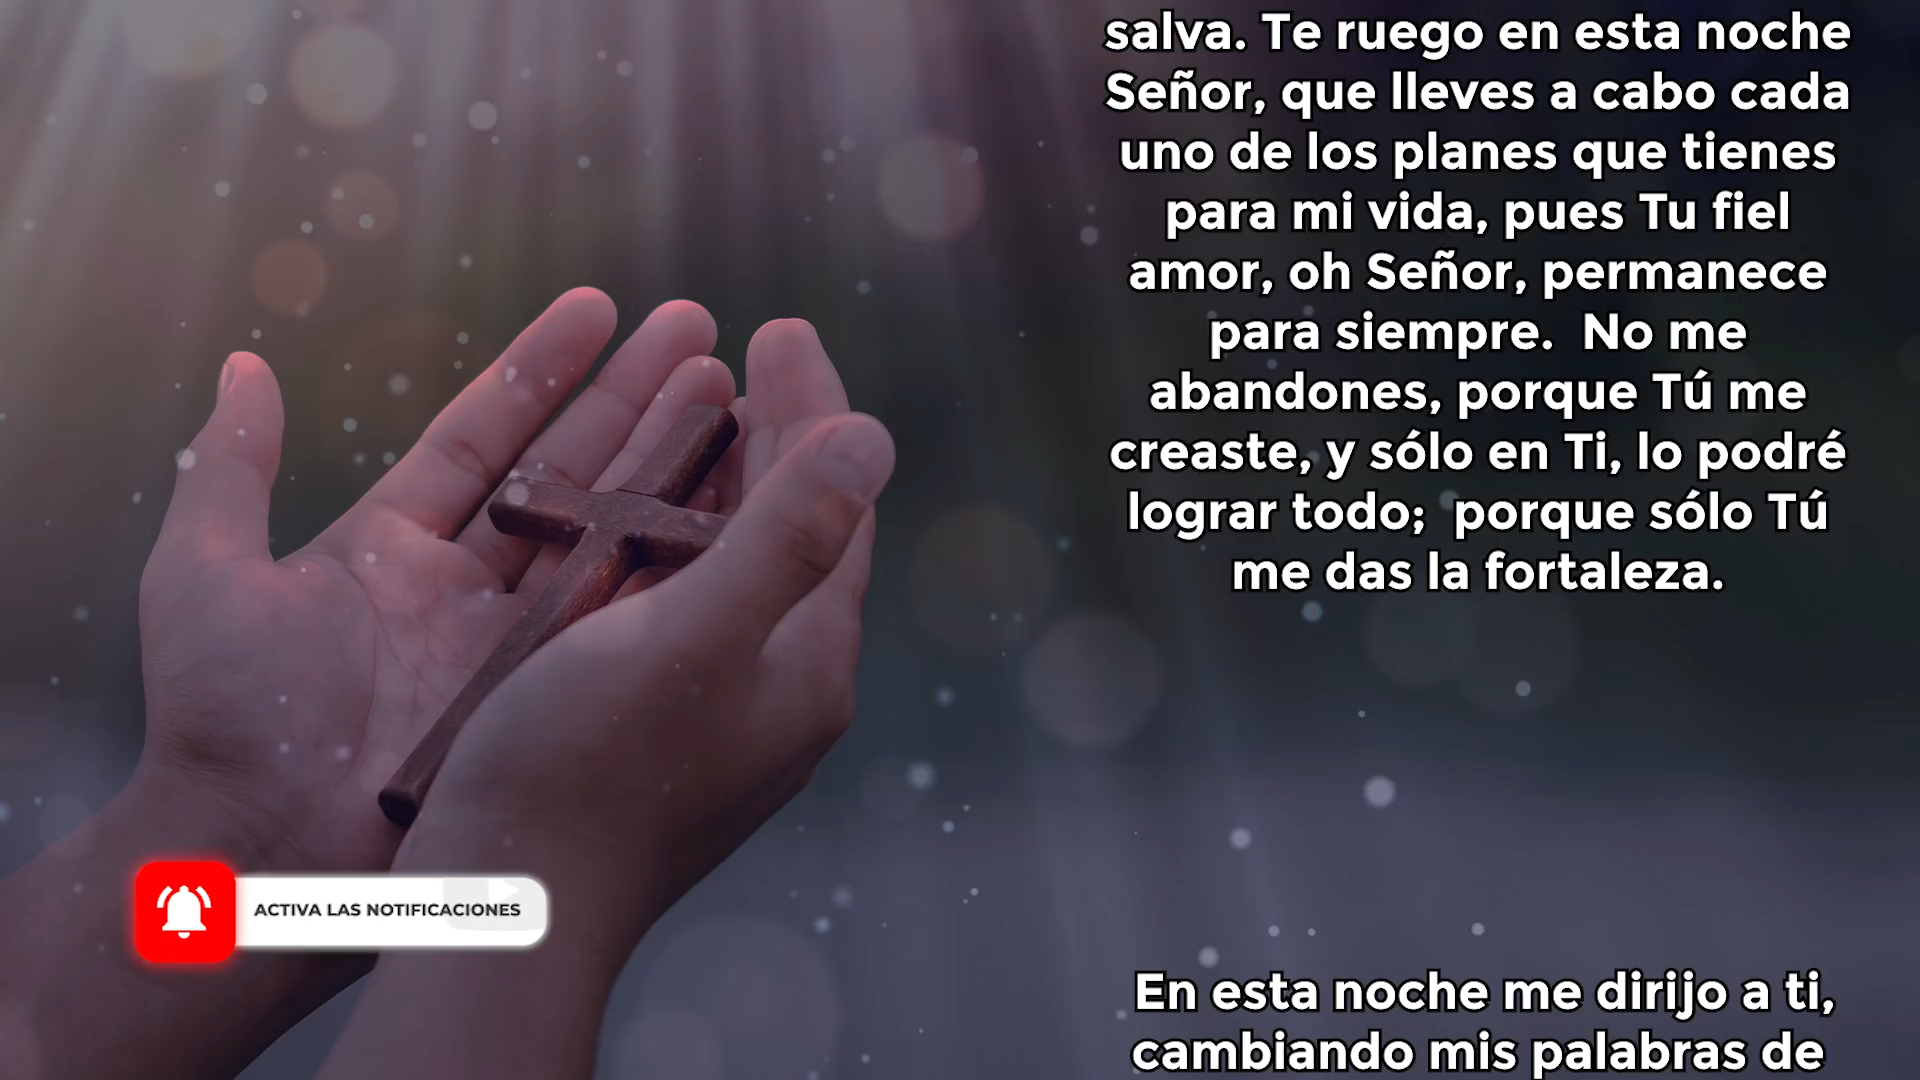 salva. Te ruego en esta noche
Señor, que lleves a cabo cada
uno de los planes que tienes
para mi vida, pues Tu fiel
amor, oh Señor, permanece
para siempre.  No me
abandones, porque Tú me
creaste, y sólo en Ti, lo podré
lograr todo;  porque sólo Tú
me das la fortaleza.
ACTIVA LAS NOTIFICACIONES
En esta noche me dirijo a ti,
cambiando mis palabras de